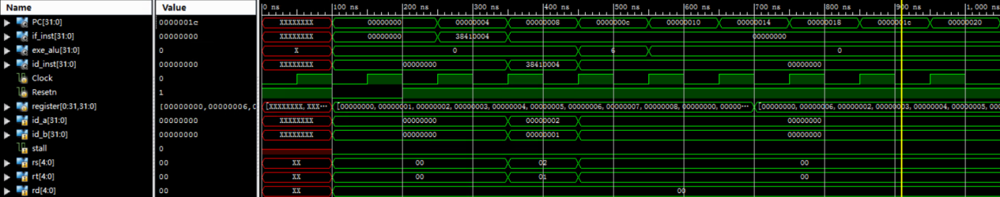 Name Value 0 ns 100 ns 200 ns 300 ns 400 ns 500 ns 600 ns 700 ns 800 ns 900 ns 1,000 ns
PC[31:0] 0000001c XXXXXXXX 00000000 00000004 00000008 0000000c 00000010 00000014 00000018 0000001c 00000020
if_inst[31:0] 00000000 XXXXXXXX 00000000 38410004 00000000
exe_alu[31:0] 0 X 0 6 0
id_inst[31:0] 00000000 XXXXXXXX 00000000 38410004 00000000
Clock 0
Resetn 1
register[0:31,31:0] [00000000,00000006,0 [XXXXXXXX, XXX... [00000000,00000001,00000002,00000003,00000004,00000005,00000006,00000007,00000008,00000000,00000... [00000000,00000006,00000002,00000003,00000004,00000005,00
id_a[31:0] 00000000 XXXXXXXX 00000000 00000002 00000000
id_b[31:0] 00000000 XXXXXXXX 00000000 00000001 00000000
stall 0
rs[4:0] 00 XX 00 02 00
rt[4:0] 00 XX 00 01 00
rd[4:0] 00 XX 00